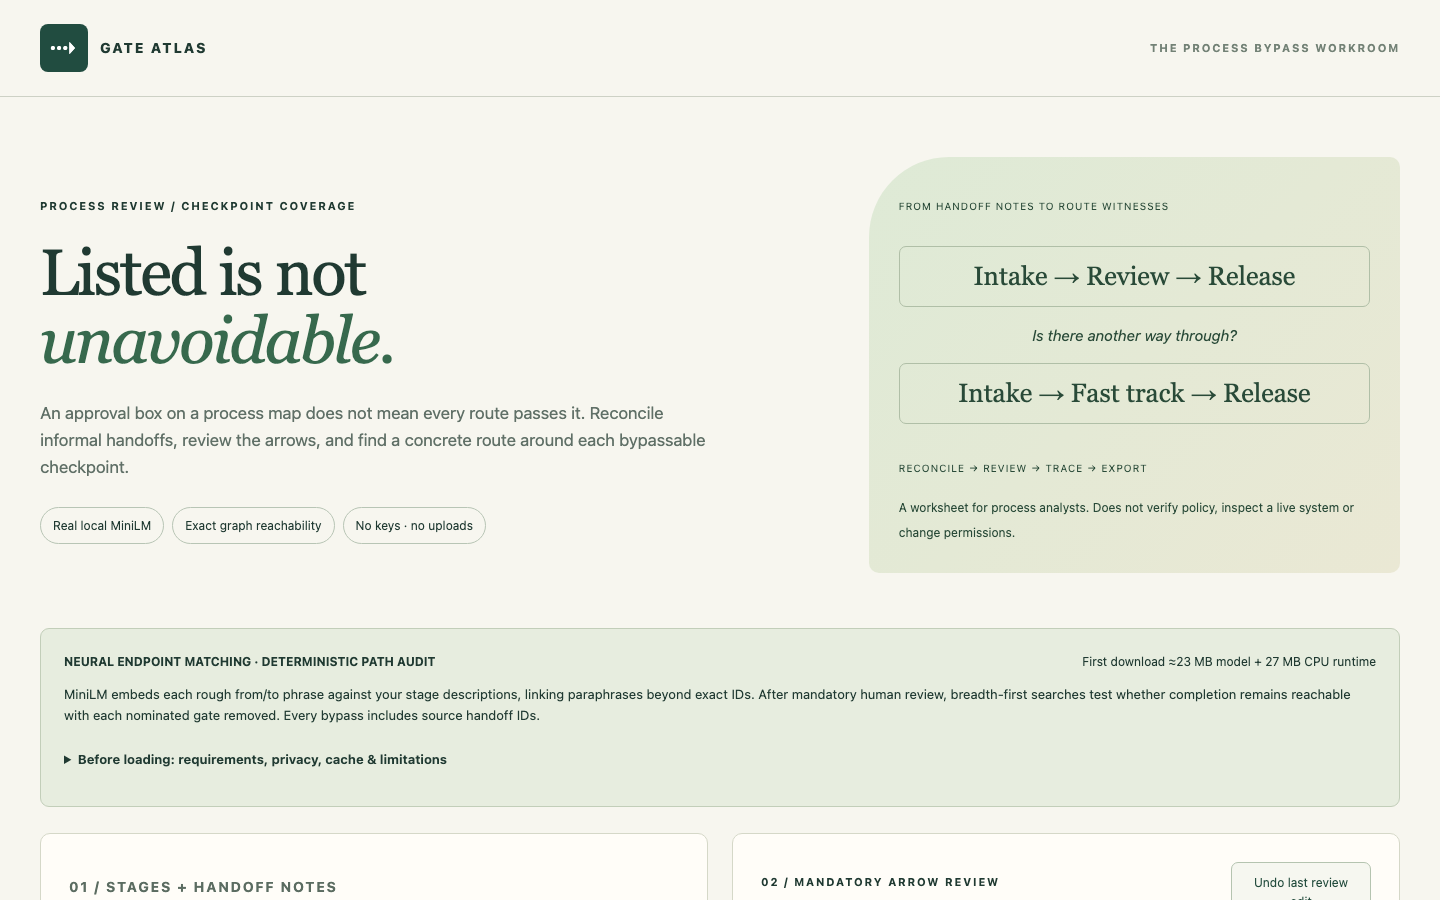 GATE ATLAS
THE PROCESS BYPASS WORKROOM
PROCESS REVIEW / CHECKPOINT COVERAGE
Listed is not
unavoidable.
An approval box on a process map does not mean every route passes it. Reconcile
informal handoffs, review the arrows, and find a concrete route around each bypassable
checkpoint.
Real local MiniLM
Exact graph reachability
No keys · no uploads
FROM HANDOFF NOTES TO ROUTE WITNESSES
Intake → Review → Release
Is there another way through?
Intake → Fast track → Release
RECONCILE → REVIEW → TRACE → EXPORT
A worksheet for process analysts. Does not verify policy, inspect a live system or
change permissions.
NEURAL ENDPOINT MATCHING · DETERMINISTIC PATH AUDIT
First download ≈23 MB model + 27 MB CPU runtime
MiniLM embeds each rough from/to phrase against your stage descriptions, linking paraphrases beyond exact IDs. After mandatory human review, breadth-first searches test whether completion remains reachable
with each nominated gate removed. Every bypass includes source handoff IDs.
Before loading: requirements, privacy, cache & limitations
01 / STAGES + HANDOFF NOTES
02 / MANDATORY ARROW REVIEW
Undo last review
edit